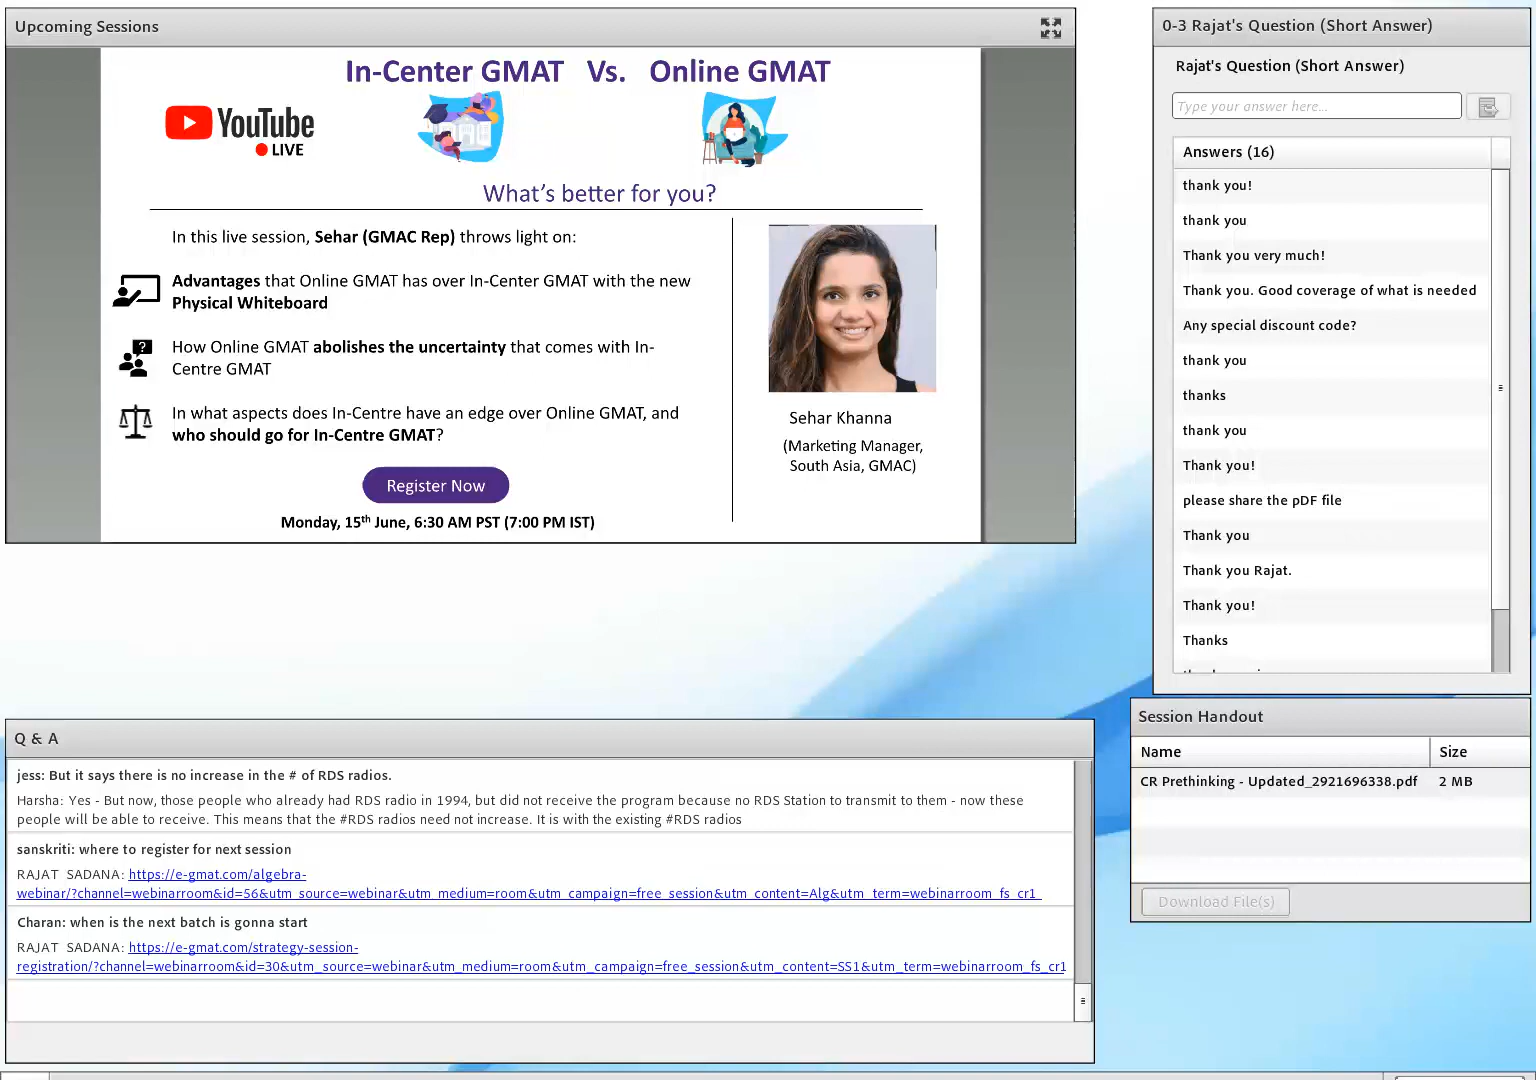 Upcoming Sessions
In-Center GMAT Vs. Online GMAT
YouTube
LIVE
What's better for you?
In this live session, Sehar (GMAC Rep) throws light on:
Advantages that Online GMAT has over In-Center GMAT with the new
Physical Whiteboard
How Online GMAT abolishes the uncertainty that comes with In-
Centre GMAT
In what aspects does In-Centre have an edge over Online GMAT, and
who should go for In-Centre GMAT?
Register Now
Monday, 15th June, 6:30 AM PST (7:00 PM IST)
Sehar Khanna
(Marketing Manager,
South Asia, GMAC)
0-3 Rajat's Question (Short Answer)
Rajat's Question (Short Answer)
Type your answer here...
Answers (16)
thank you!
thank you
Thank you very much!
Thank you. Good coverage of what is needed
Any special discount code?
thank you
thanks
thank you
Thank you!
please share the pDF file
Thank you
Thank you Rajat.
Thank you!
Thanks
Q & A
jess: But it says there is no increase in the # of RDS radios.
Harsha: Yes - But now, those people who already had RDS radio in 1994, but did not receive the program because no RDS Station to transmit to them - now these
people will be able to receive. This means that the #RDS radios need not increase. It is with the existing #RDS radios
sanskriti: where to register for next session
RAJAT SADANA: https://e-gmat.com/algebra-
webinar/?channel=webinarroom&id=56&utm_source=webinar&utm_medium=room&utm_campaign=free_session&utm_content=Alg&utm_term=webinarroom_fs_cr1
Charan: when is the next batch is gonna start
RAJAT SADANA: https://e-gmat.com/strategy-session-
registration/?channel=webinarroom&id=30&utm_source=webinar&utm_medium=room&utm_campaign=free_session&utm_content=SS1&utm_term=webinarroom_fs_cr1
Session Handout
Name Size
CR Prethinking - Updated_2921696338.pdf 2 MB
Download File(s)